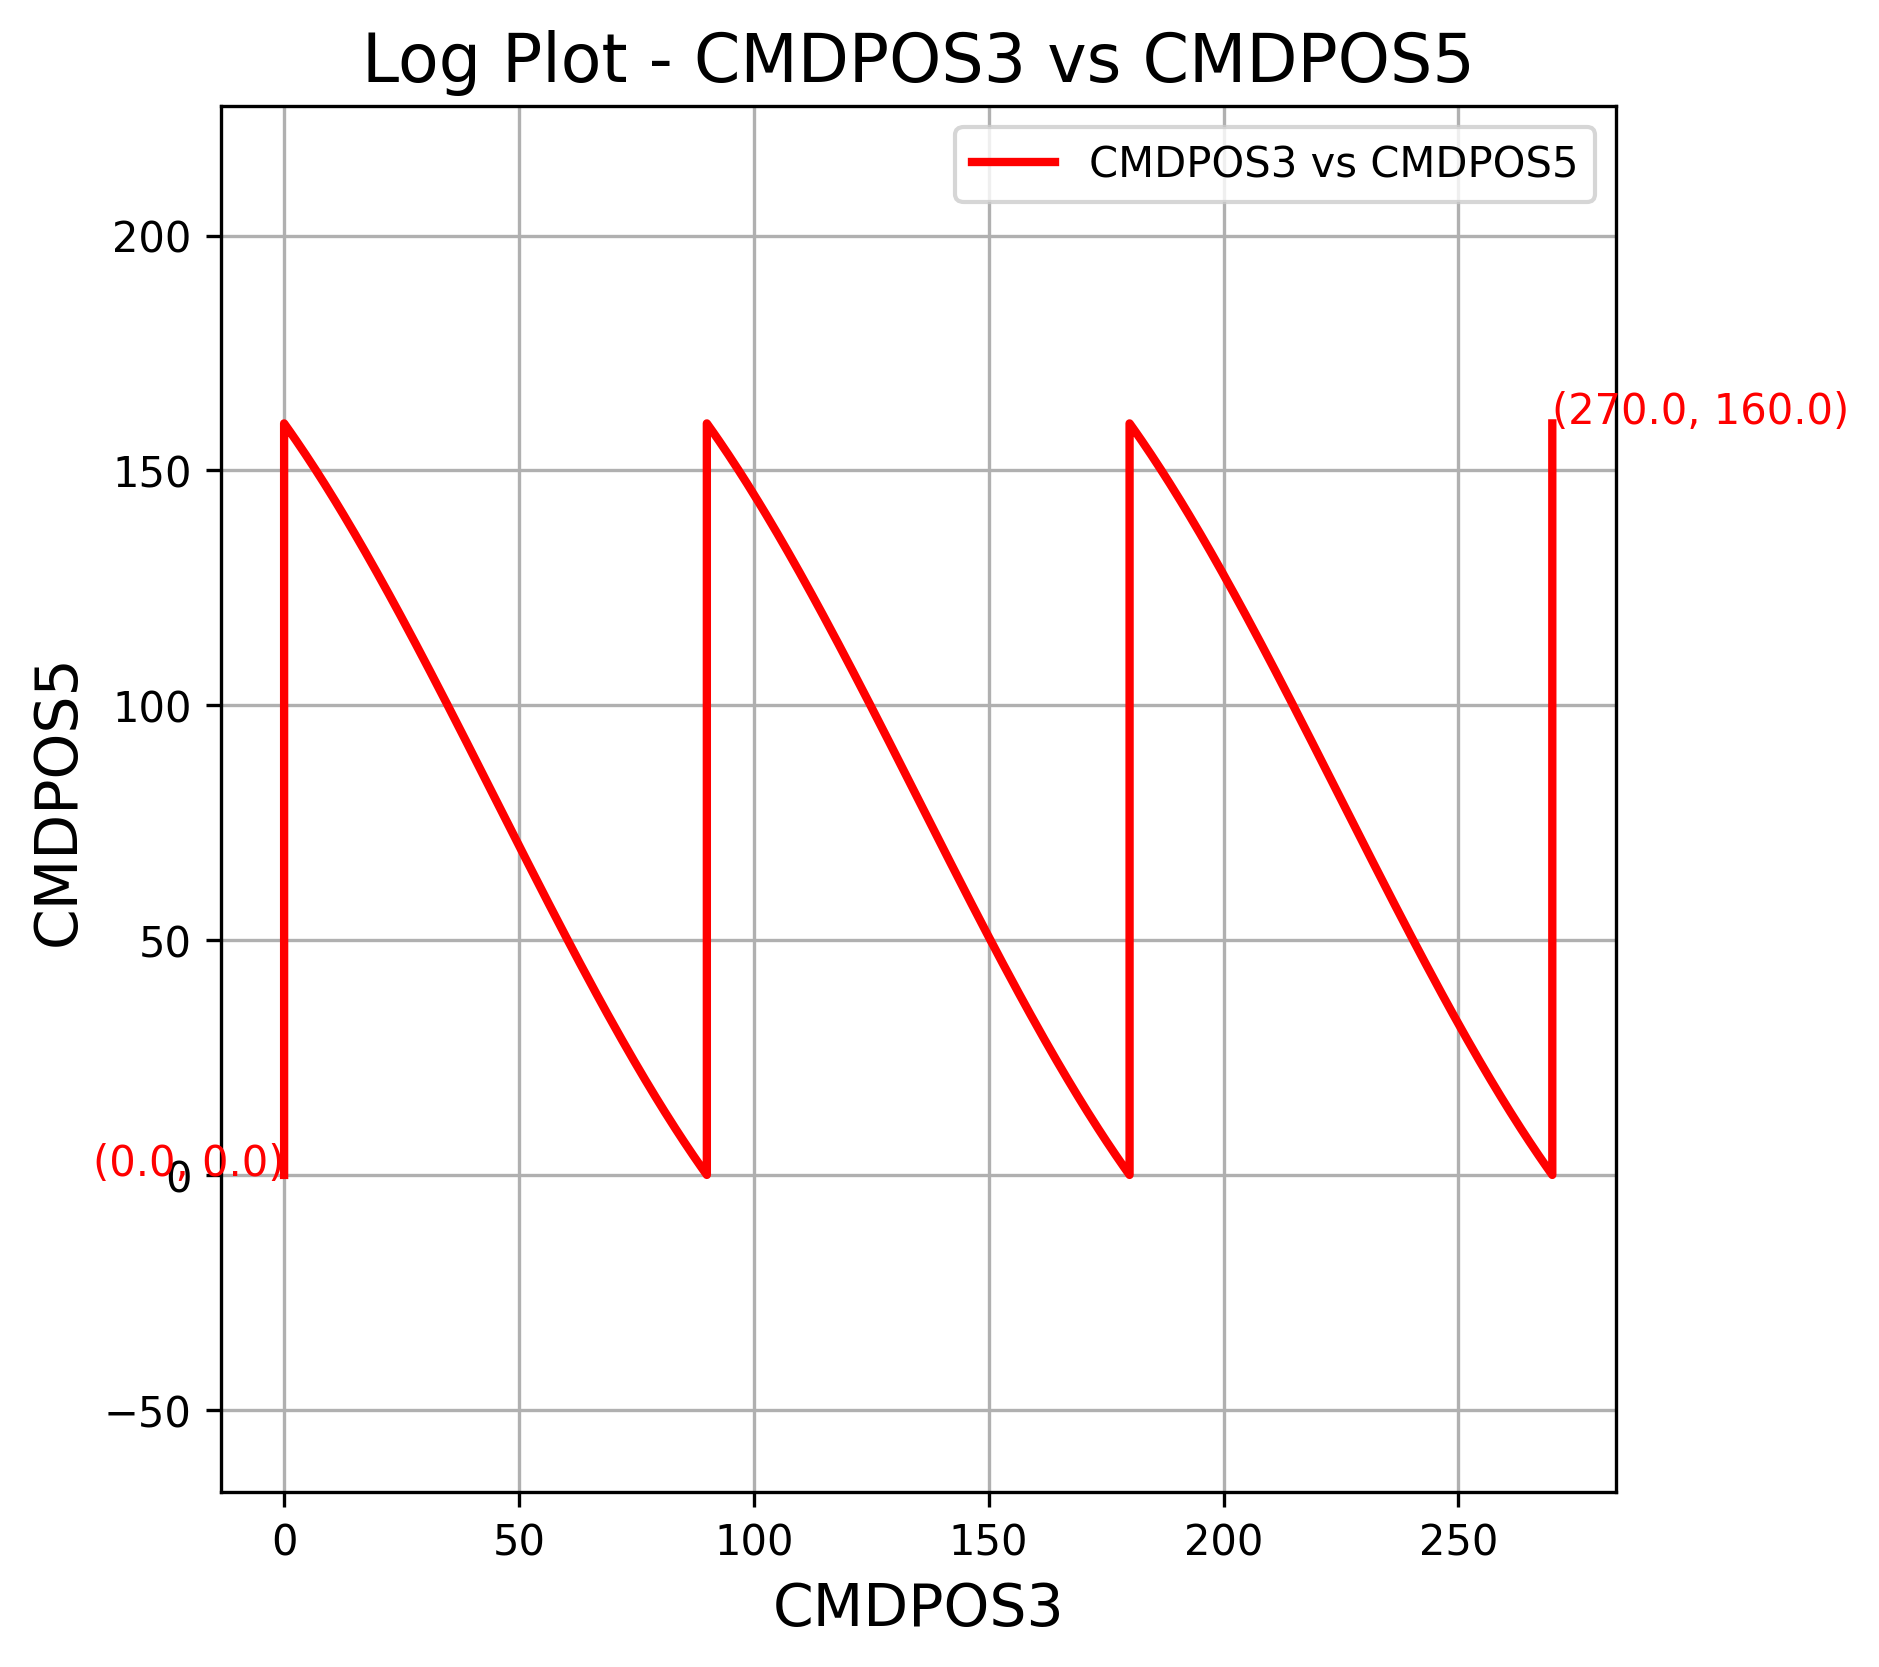 Log Plot - CMDPOS3 vs CMDPOS5
CMDPOS3 vs CMDPOS5
200
(270.0, 160.0)
150
100
CMDPOS5
50
(0.0, 0.0)
0
−50
0 50 100 150 200 250
CMDPOS3